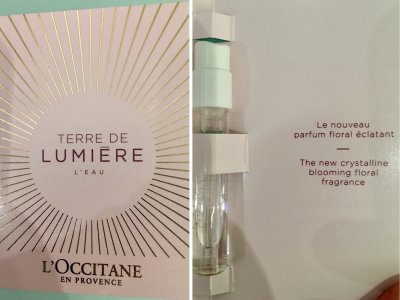 TERRE DE
LUMIÈRE
L'EAU
L'OCCITANE
EN PROVENCE
Le nouveau
parfum floral éclatant
The new crystalline
blooming floral
fragrance